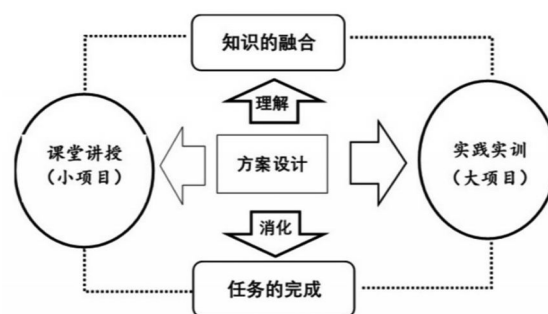 知识的融合
理解
课堂讲授
（小项目）
方案设计
实践实训
（大项目）
消化
任务的完成